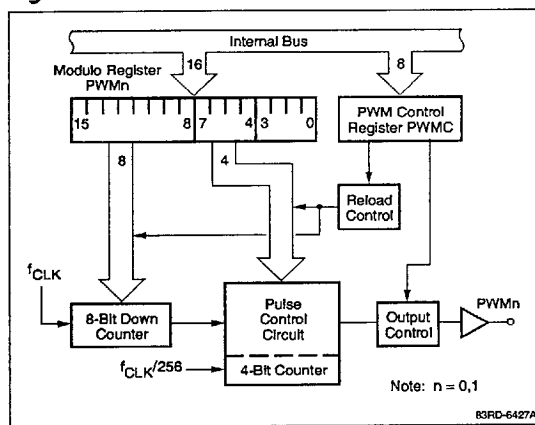 Internal Bus
Modulo Register
PWMn
16
8
15
8
7
4
3
0
PWM Control
Register PWMC
8
4
Reload
Control
fCLK
8-Bit Down
Counter
Pulse
Control
Circuit
Output
Control
PWMn
fCLK/256
4-Bit Counter
Note: n = 0,1
83RD-6427A